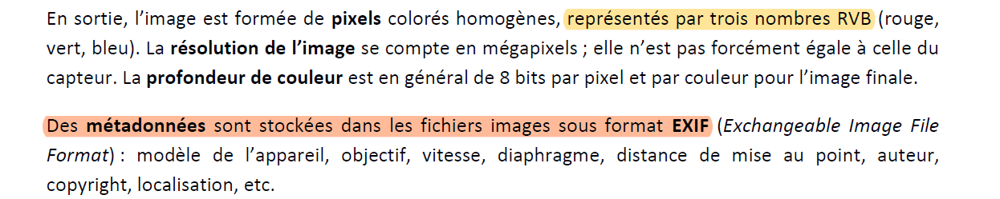 En sortie, l’image est formée de pixels colorés homogènes, représentés par trois nombres RVB (rouge,
vert, bleu). La résolution de l’image se compte en mégapixels ; elle n’est pas forcément égale à celle du
capteur. La profondeur de couleur est en général de 8 bits par pixel et par couleur pour l’image finale.
Des métadonnées sont stockées dans les fichiers images sous format EXIF (Exchangeable Image File
Format) : modèle de l’appareil, objectif, vitesse, diaphragme, distance de mise au point, auteur,
copyright, localisation, etc.